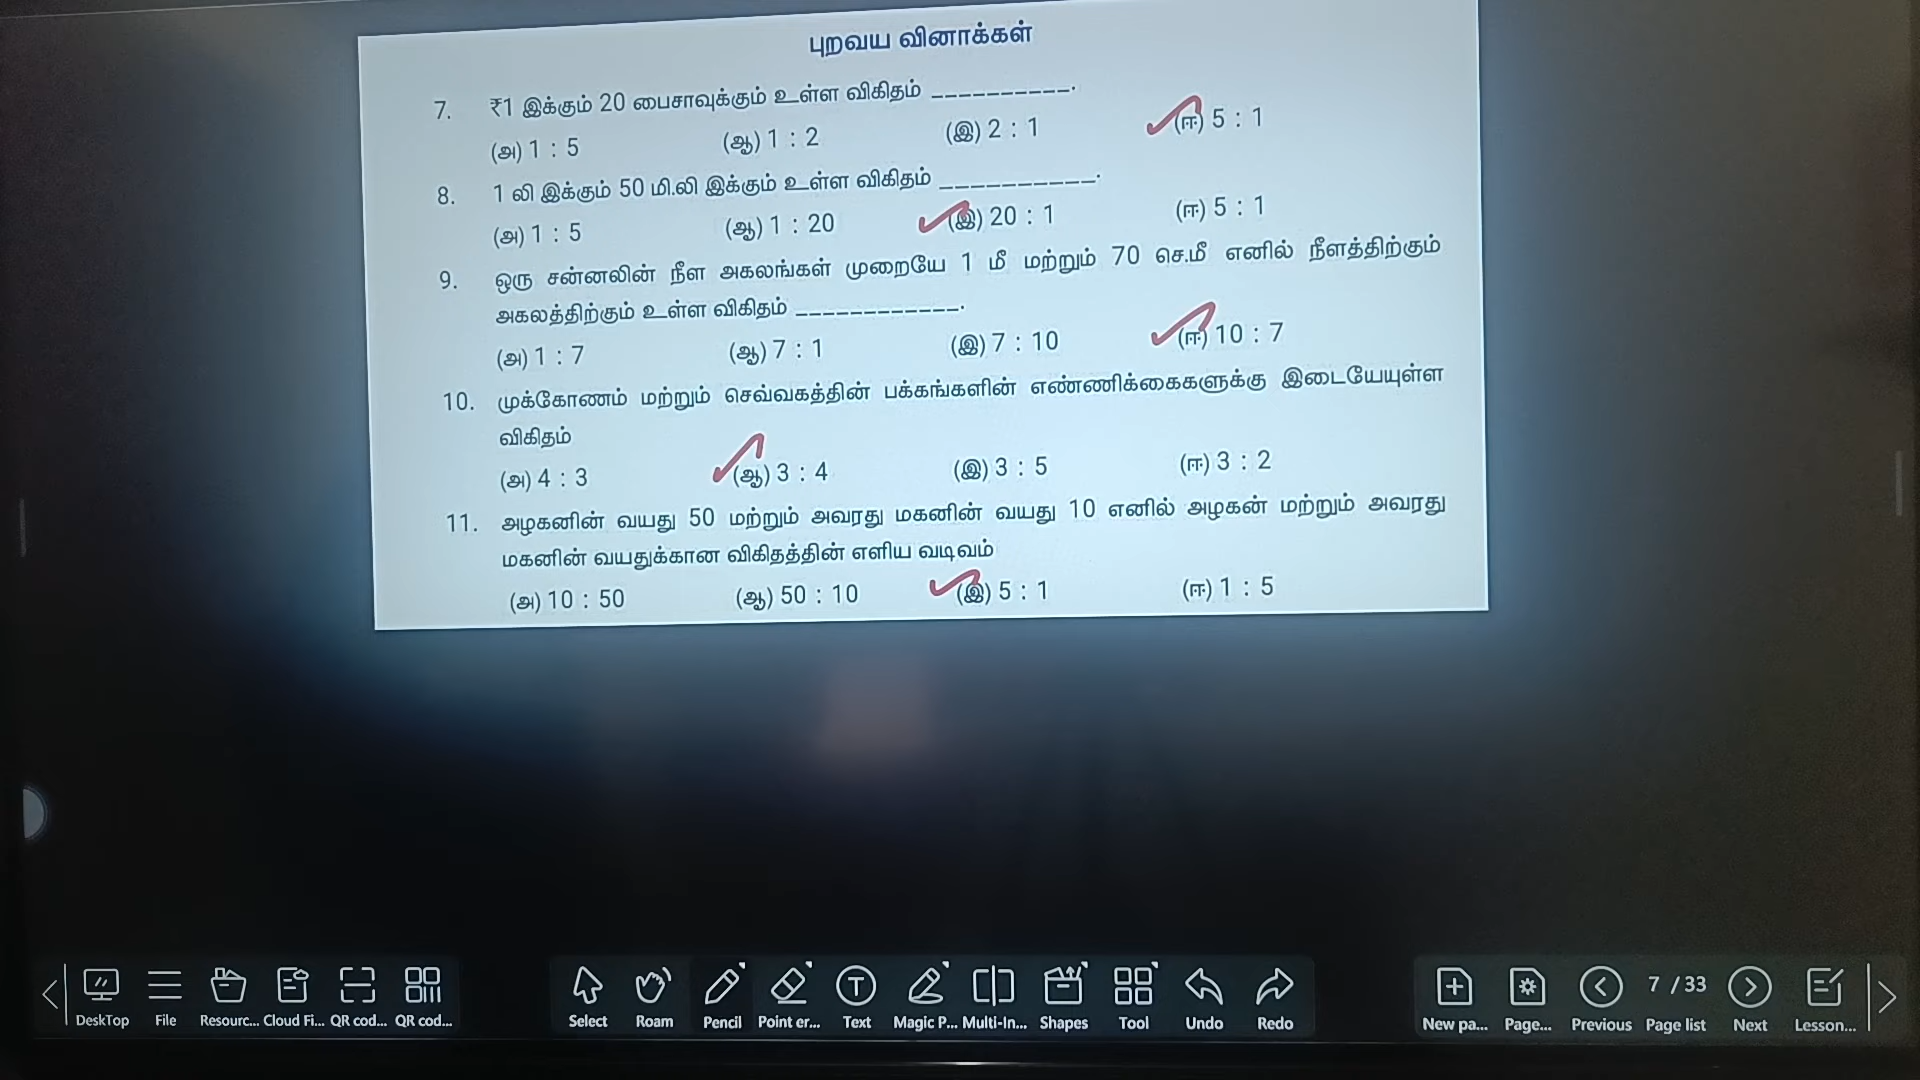 புறவய வினாக்கள்
7. ₹1 இக்கும் 20 பைசாவுக்கும் உள்ள விகிதம் __________.
(அ) 1 : 5 (ஆ) 1 : 2 (இ) 2 : 1 (ஈ) 5 : 1
8. 1 லி இக்கும் 50 மி.லி இக்கும் உள்ள விகிதம் __________.
(அ) 1 : 5 (ஆ) 1 : 20 (இ) 20 : 1 (ஈ) 5 : 1
9. ஒரு சன்னலின் நீள அகலங்கள் முறையே 1 மீ மற்றும் 70 செ.மீ எனில் நீளத்திற்கும்
அகலத்திற்கும் உள்ள விகிதம் ____________.
(அ) 1 : 7 (ஆ) 7 : 1 (இ) 7 : 10 (ஈ) 10 : 7
10. முக்கோணம் மற்றும் செவ்வகத்தின் பக்கங்களின் எண்ணிக்கைகளுக்கு இடையேயுள்ள
விகிதம்
(அ) 4 : 3 (ஆ) 3 : 4 (இ) 3 : 5 (ஈ) 3 : 2
11. அழகனின் வயது 50 மற்றும் அவரது மகனின் வயது 10 எனில் அழகன் மற்றும் அவரது
மகனின் வயதுக்கான விகிதத்தின் எளிய வடிவம்
(அ) 10 : 50 (ஆ) 50 : 10 (இ) 5 : 1 (ஈ) 1 : 5
7 / 33
DeskTop File Resourc... Cloud Fi... QR cod... QR cod... Select Roam Pencil Point er... Text Magic P... Multi-In... Shapes Tool Undo Redo New pa... Page... Previous Page list Next Lesson...